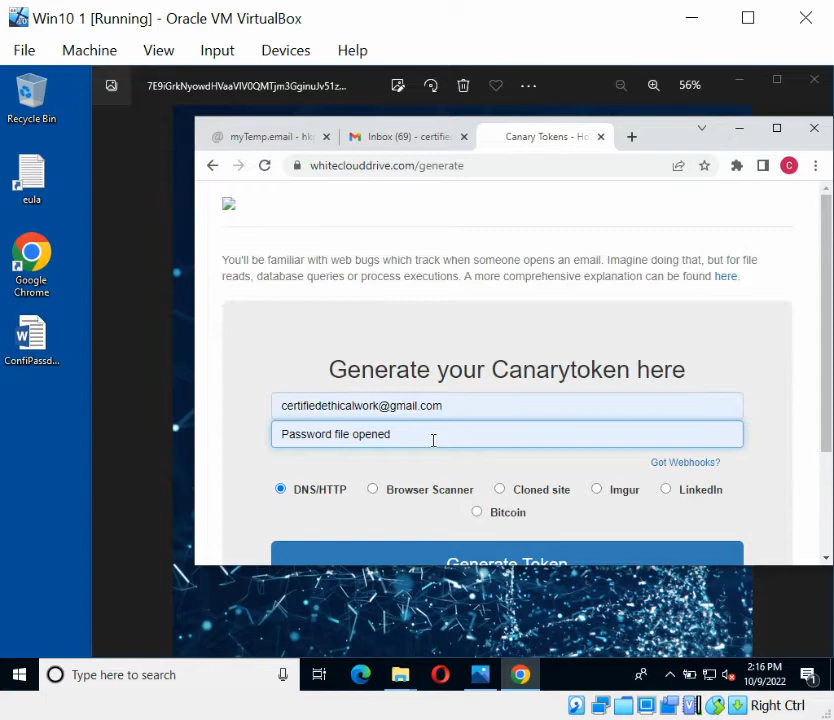 Win10 1 [Running] - Oracle VM VirtualBox
File Machine View Input Devices Help
Recycle Bin
eula
Google
Chrome
ConfiPassd...
7E9iGrkNyowdHVaaVIV0QMTjm3GginuJv51z...
56%
myTemp.email - hk
Inbox (69) - certifie
Canary Tokens - Ho
whiteclouddrive.com/generate
C
You'll be familiar with web bugs which track when someone opens an email. Imagine doing that, but for file
reads, database queries or process executions. A more comprehensive explanation can be found here.
Generate your Canarytoken here
certifiedethicalwork@gmail.com
Password file opened
Got Webhooks?
DNS/HTTP Browser Scanner Cloned site Imgur LinkedIn
Bitcoin
Generate Token
Type here to search
2:16 PM
10/9/2022
1
Right Ctrl